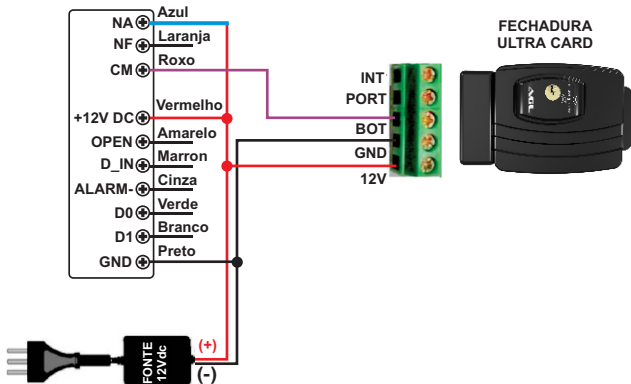 NA Azul
NF Laranja
CM Roxo
+12V DC Vermelho
OPEN Amarelo
D_IN Marron
ALARM- Cinza
D0 Verde
D1 Branco
GND Preto
FONTE
12Vdc
(+)
(-)
INT
PORT
BOT
GND
12V
FECHADURA
ULTRA CARD
AGL